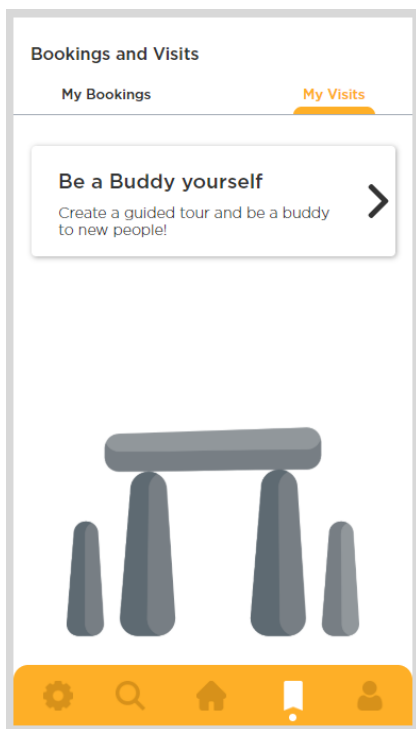 Bookings and Visits
My Bookings
My Visits
Be a Buddy yourself
Create a guided tour and be a buddy
to new people!